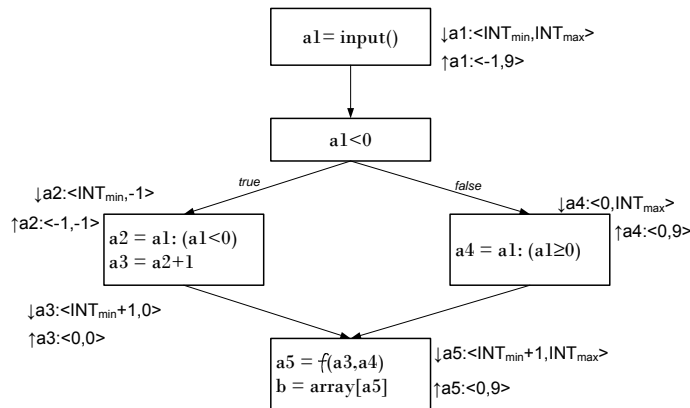 a1= input()
↓a1:<INTmin,INTmax>
↑a1:<-1,9>
a1<0
true
false
↓a2:<INTmin,-1>
↑a2:<-1,-1>
a2 = a1: (a1<0)
a3 = a2+1
↓a4:<0,INTmax>
↑a4:<0,9>
a4 = a1: (a1≥0)
↓a3:<INTmin+1,0>
↑a3:<0,0>
a5 = f(a3,a4)
b = array[a5]
↓a5:<INTmin+1,INTmax>
↑a5:<0,9>